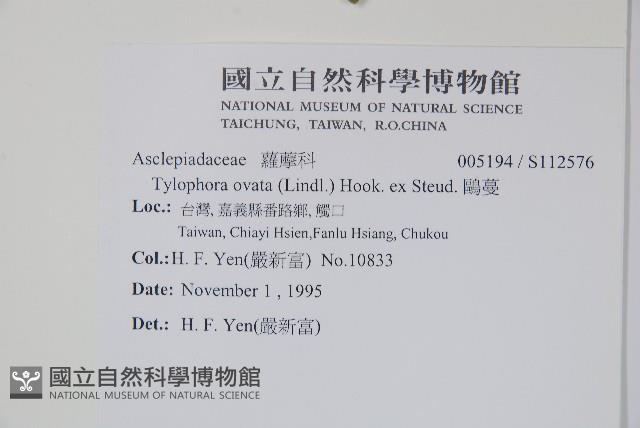 國立自然科學博物館
NATIONAL MUSEUM OF NATURAL SCIENCE
TAICHUNG, TAIWAN, R.O.CHINA
Asclepiadaceae 蘿藦科 005194 / S112576
Tylophora ovata (Lindl.) Hook. ex Steud. 鷗蔓
Loc.: 台灣, 嘉義縣番路鄉, 觸口
Taiwan, Chiayi Hsien,Fanlu Hsiang, Chukou
Col.: H. F. Yen(嚴新富) No.10833
Date: November 1 , 1995
Det.: H. F. Yen(嚴新富)
國立自然科學博物館
NATIONAL MUSEUM OF NATURAL SCIENCE